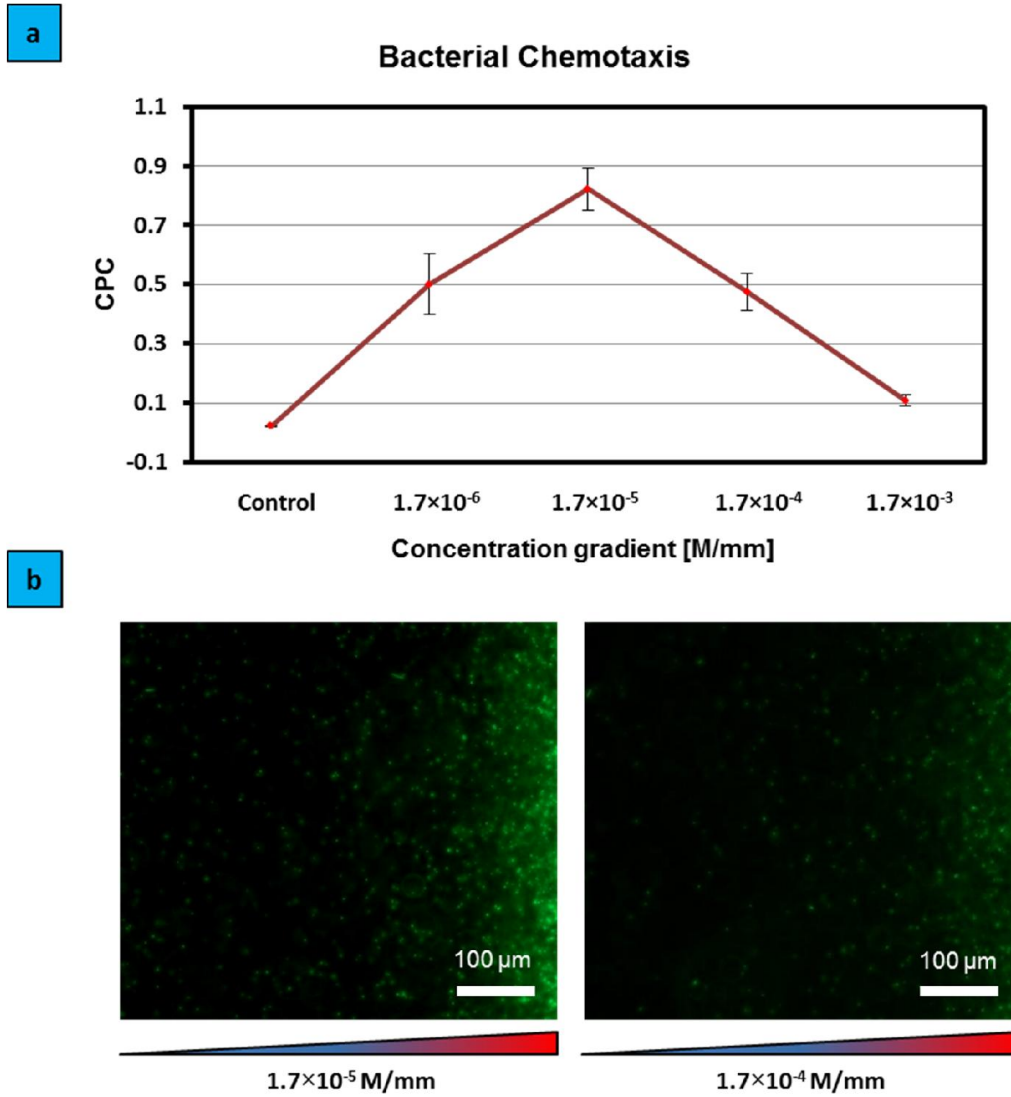 a
Bacterial Chemotaxis
1.1
0.9
0.7
0.5
0.3
0.1
-0.1
CPC
Control 1.7×10⁻⁶ 1.7×10⁻⁵ 1.7×10⁻⁴ 1.7×10⁻³
Concentration gradient [M/mm]
b
100 µm 100 µm
1.7×10⁻⁵ M/mm 1.7×10⁻⁴ M/mm